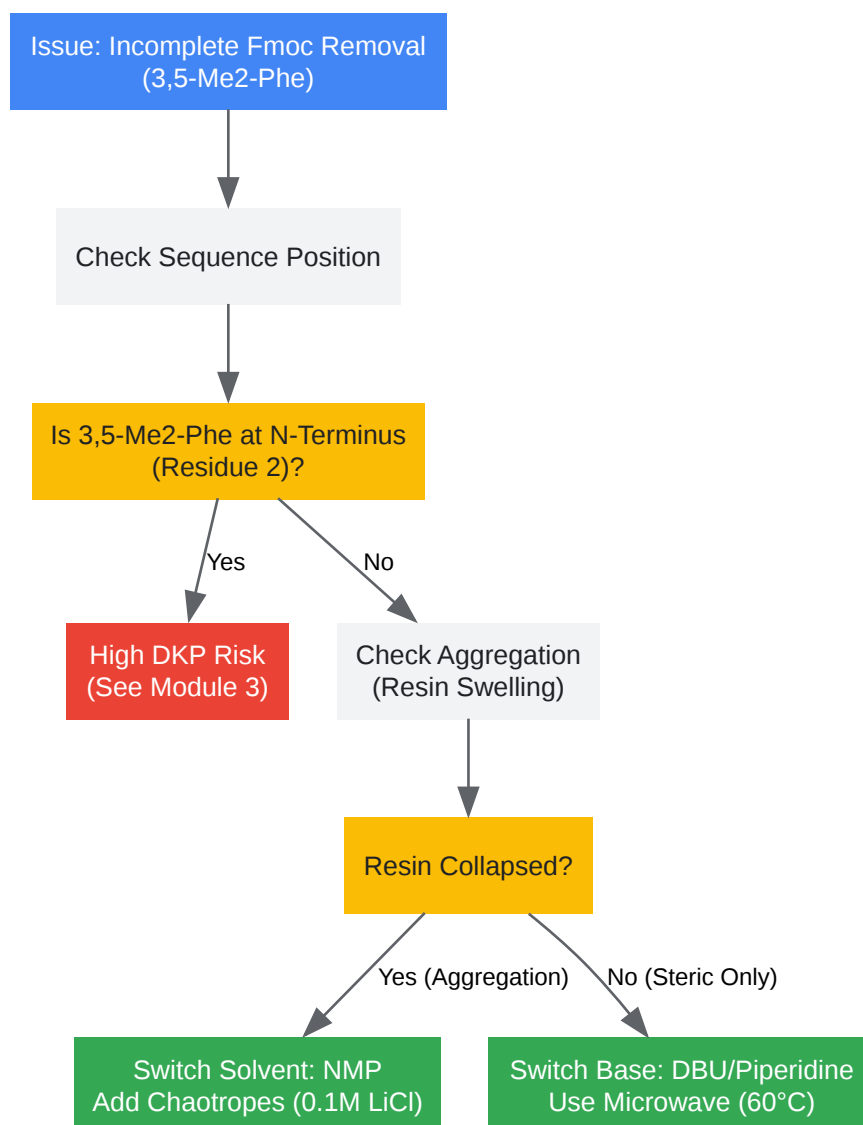 Issue: Incomplete Fmoc Removal
(3,5-Me2-Phe)
Check Sequence Position
Is 3,5-Me2-Phe at N-Terminus
(Residue 2)?
Yes
No
High DKP Risk
(See Module 3)
Check Aggregation
(Resin Swelling)
Resin Collapsed?
Yes (Aggregation)
No (Steric Only)
Switch Solvent: NMP
Add Chaotropes (0.1M LiCl)
Switch Base: DBU/Piperidine
Use Microwave (60°C)